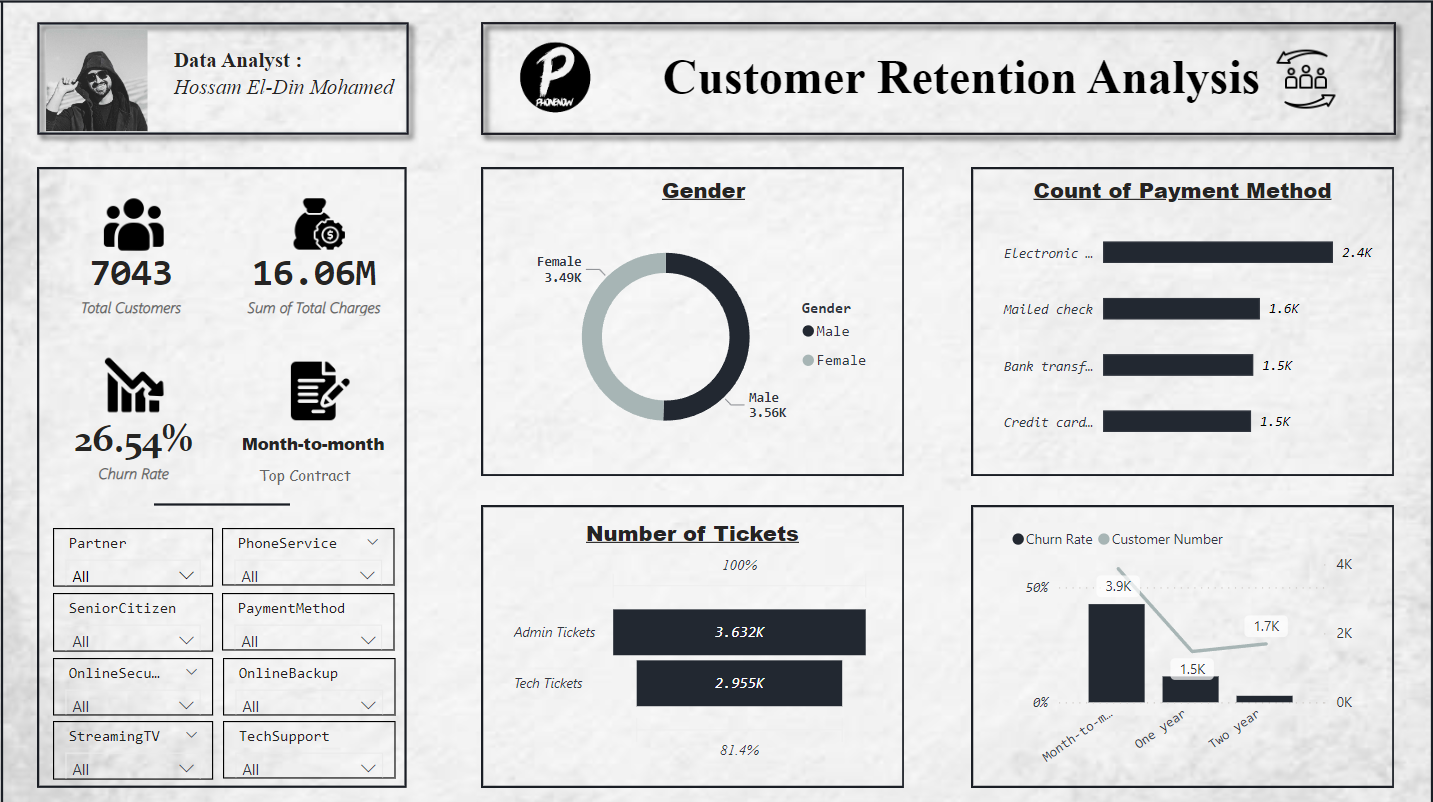 Data Analyst :
Hossam El-Din Mohamed
PHONENOW
Customer Retention Analysis
7043
Total Customers
16.06M
Sum of Total Charges
26.54%
Churn Rate
Month-to-month
Top Contract
Partner
All
PhoneService
All
SeniorCitizen
All
PaymentMethod
All
OnlineSecu...
All
OnlineBackup
All
StreamingTV
All
TechSupport
All
Gender
Female
3.49K
Male
3.56K
Gender
Male
Female
Count of Payment Method
Electronic ...
2.4K
Mailed check
1.6K
Bank transf...
1.5K
Credit card...
1.5K
Number of Tickets
100%
Admin Tickets
3.632K
Tech Tickets
2.955K
81.4%
Churn Rate
Customer Number
50%
0%
4K
2K
0K
3.9K
1.5K
1.7K
Month-to-m...
One year
Two year